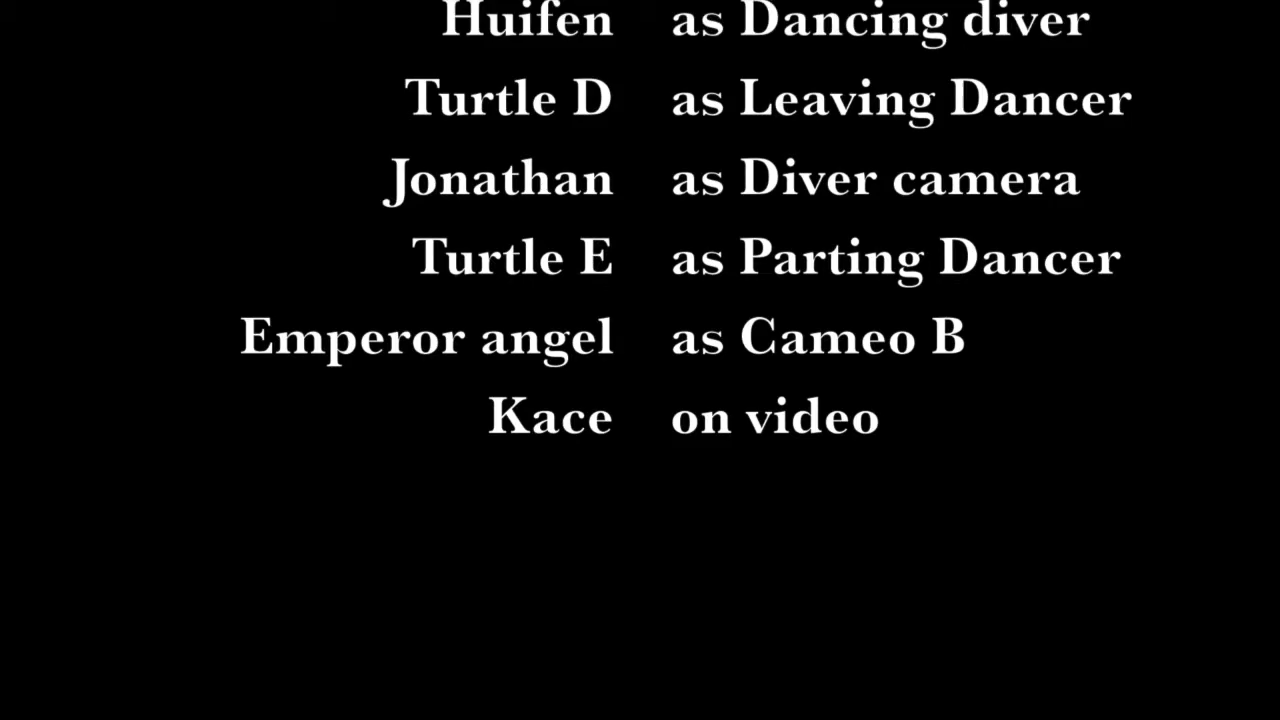 Huifen as Dancing diver
Turtle D as Leaving Dancer
Jonathan as Diver camera
Turtle E as Parting Dancer
Emperor angel as Cameo B
Kace on video